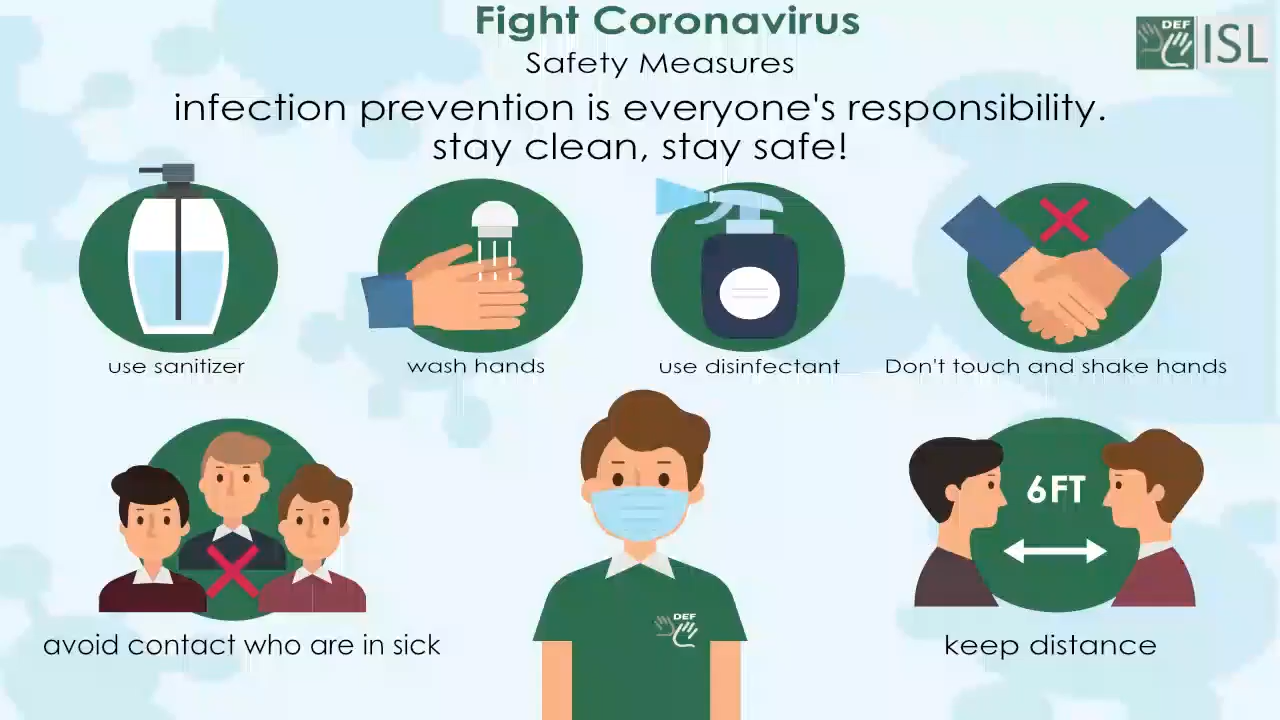 Fight Coronavirus
DEF
ISL
Safety Measures
infection prevention is everyone's responsibility.
stay clean, stay safe!
use sanitizer
wash hands
use disinfectant
Don't touch and shake hands
6FT
DEF
avoid contact who are in sick
keep distance